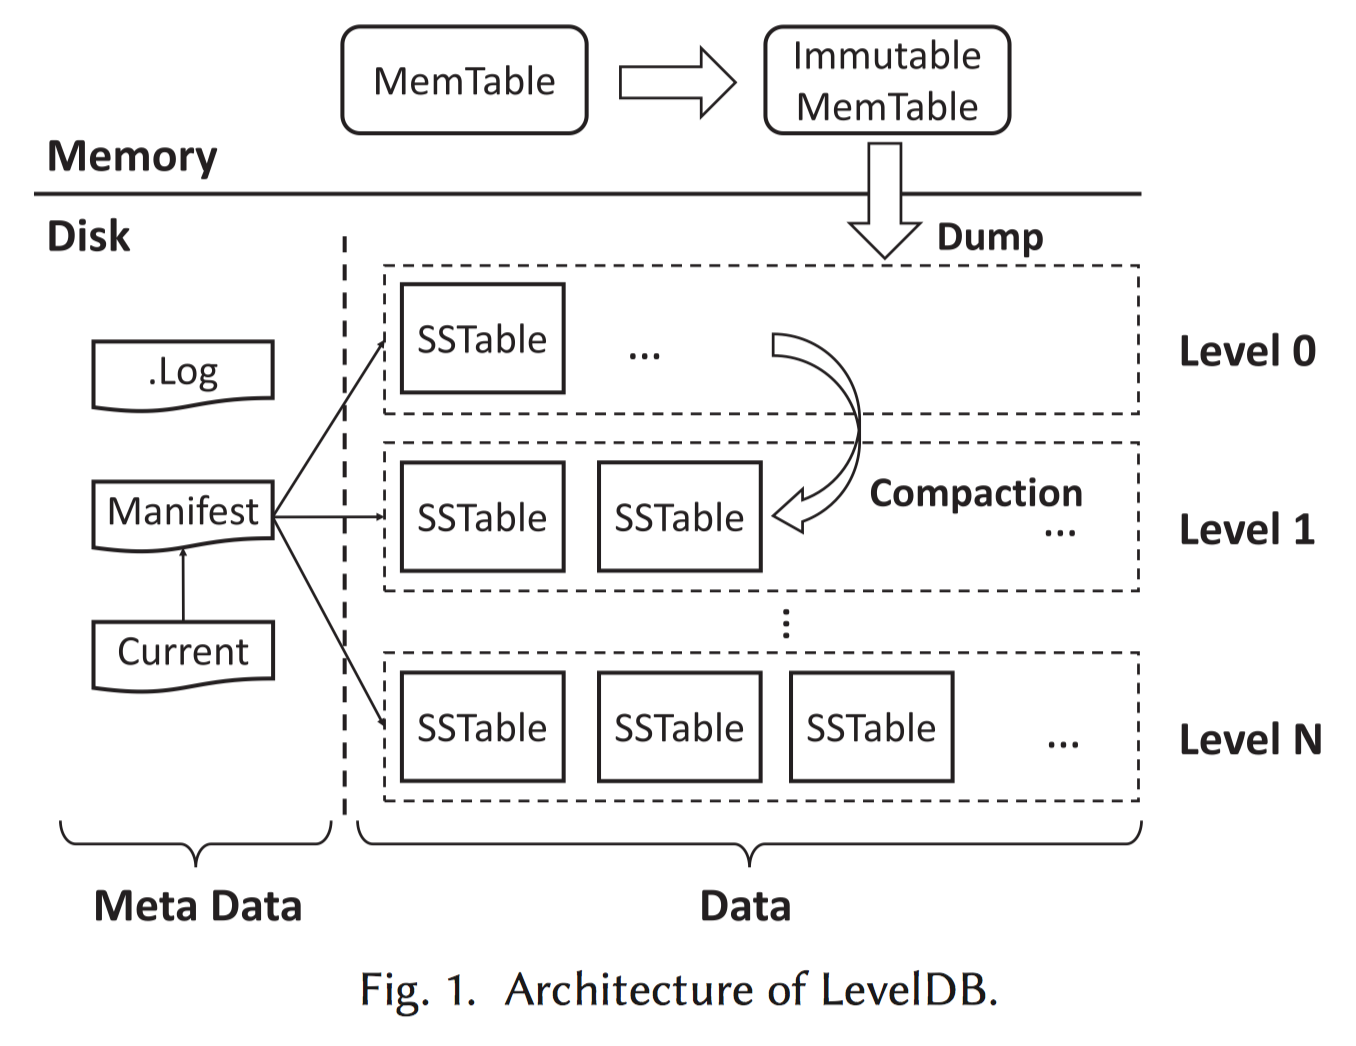 MemTable
Immutable
MemTable
Memory
Disk
Dump
.Log
SSTable
...
Level 0
Manifest
SSTable
SSTable
Compaction
...
Level 1
Current
SSTable
SSTable
SSTable
...
Level N
Meta Data
Data
Fig. 1. Architecture of LevelDB.